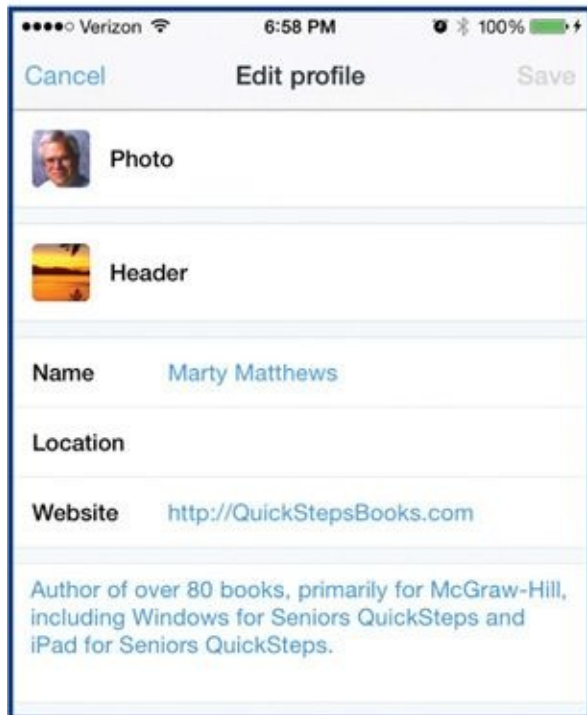 Verizon 6:58 PM 100%
Cancel Edit profile Save
Photo
Header
Name Marty Matthews
Location
Website http://QuickStepsBooks.com
Author of over 80 books, primarily for McGraw-Hill,
including Windows for Seniors QuickSteps and
iPad for Seniors QuickSteps.